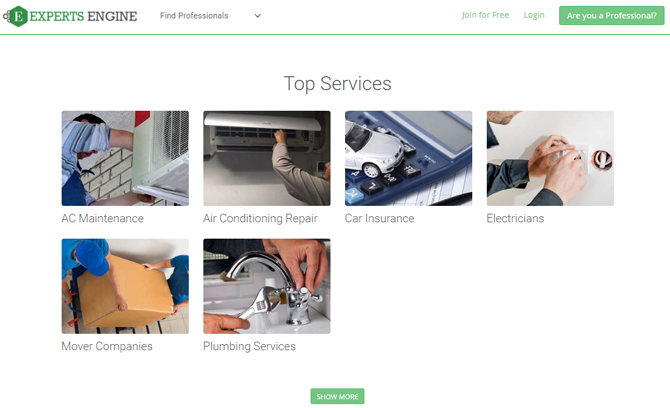 E EXPERTS ENGINE
Find Professionals
Join for Free
Login
Are you a Professional?
Top Services
AC Maintenance
Air Conditioning Repair
Car Insurance
Electricians
Mover Companies
Plumbing Services
SHOW MORE